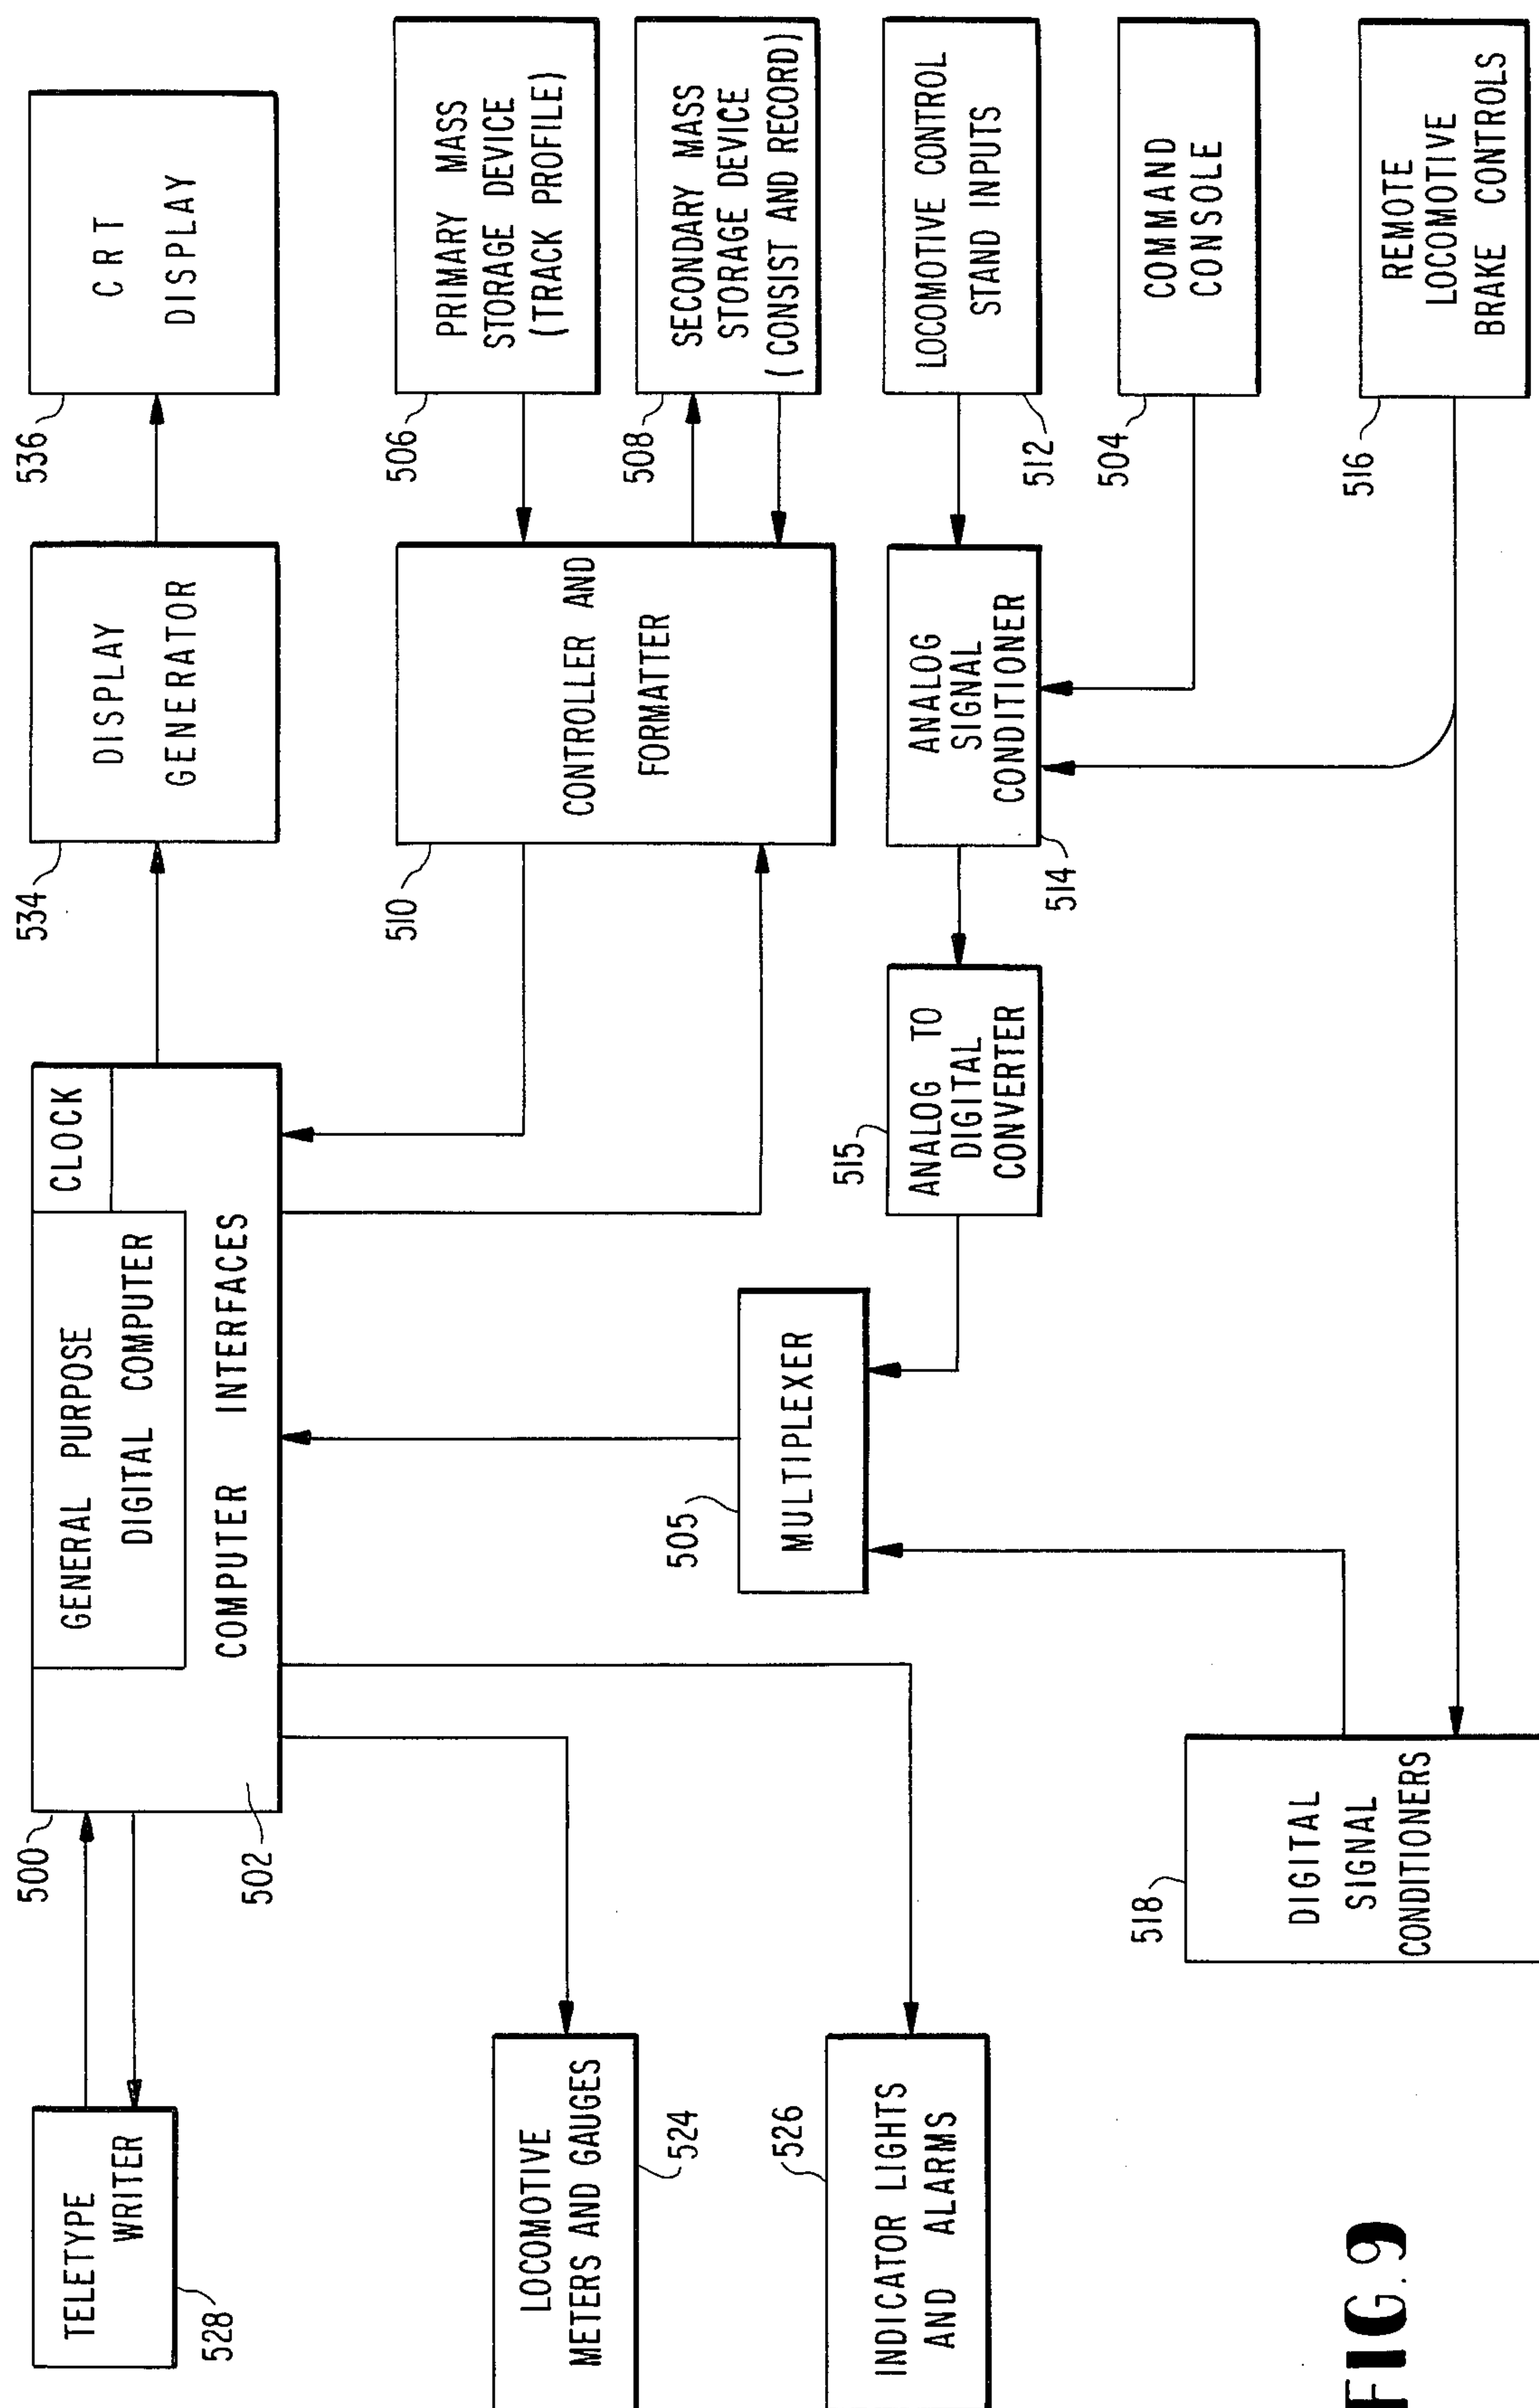 TELETYPE
WRITER
528
500
GENERAL PURPOSE
DIGITAL COMPUTER
CLOCK
COMPUTER INTERFACES
502
534
DISPLAY
GENERATOR
536
CRT
DISPLAY
LOCOMOTIVE
METERS AND GAUGES
524
510
CONTROLLER AND
FORMATTER
506
PRIMARY MASS
STORAGE DEVICE
(TRACK PROFILE)
508
SECONDARY MASS
STORAGE DEVICE
(CONSIST AND RECORD)
526
INDICATOR LIGHTS
AND ALARMS
505
MULTIPLEXER
515
ANALOG TO
DIGITAL
CONVERTER
514
ANALOG
SIGNAL
CONDITIONER
512
LOCOMOTIVE CONTROL
STAND INPUTS
504
COMMAND
CONSOLE
518
DIGITAL
SIGNAL
CONDITIONERS
516
REMOTE
LOCOMOTIVE
BRAKE CONTROLS
FIG. 9